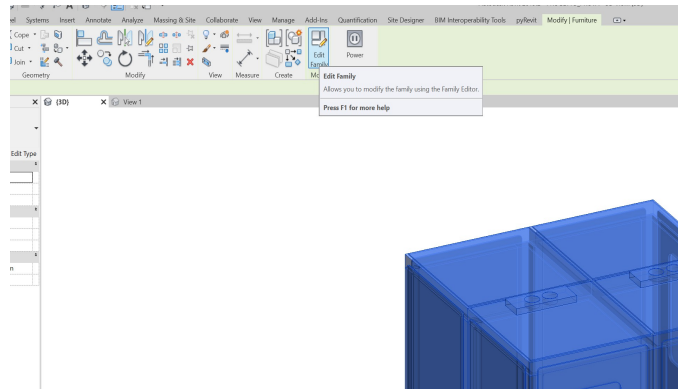 Systems Insert Annotate Analyze Massing & Site Collaborate View Manage Add-Ins Quantification Site Designer BIM Interoperability Tools pyRevit Modify | Furniture
Cope
Cut
Join
Edit
Family
Power
Geometry Modify View Measure Create
Edit Family
Allows you to modify the family using the Family Editor.
Press F1 for more help
X (3D) X View 1
Edit Type